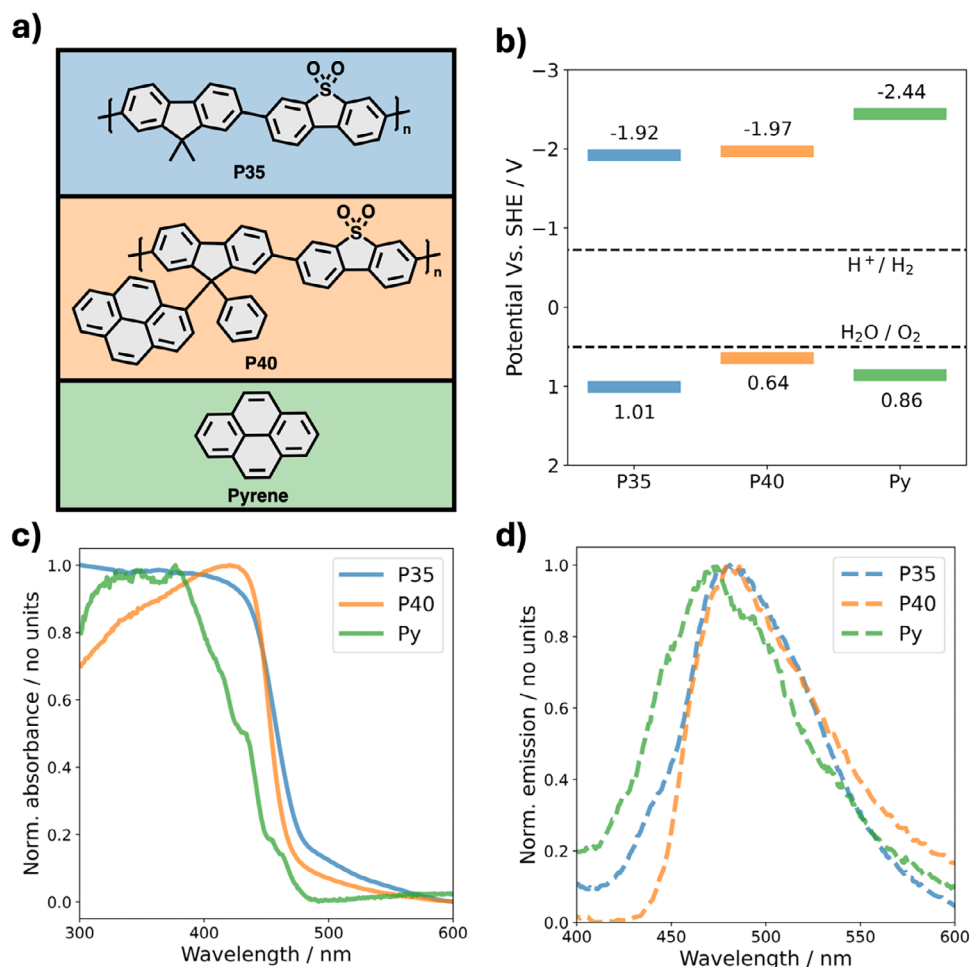 a)
O O
S
n
P35
O O
S
n
P40
Pyrene
b)
Potential Vs. SHE / V
−3
−2
−1
0
1
2
-1.92
-1.97
-2.44
H⁺/ H₂
H₂O / O₂
1.01
0.64
0.86
P35
P40
Py
c)
Norm. absorbance / no units
1.0
0.8
0.6
0.4
0.2
0.0
P35
P40
Py
300
400
500
600
Wavelength / nm
d)
Norm. emission / no units
1.0
0.8
0.6
0.4
0.2
0.0
P35
P40
Py
400
450
500
550
600
Wavelength / nm